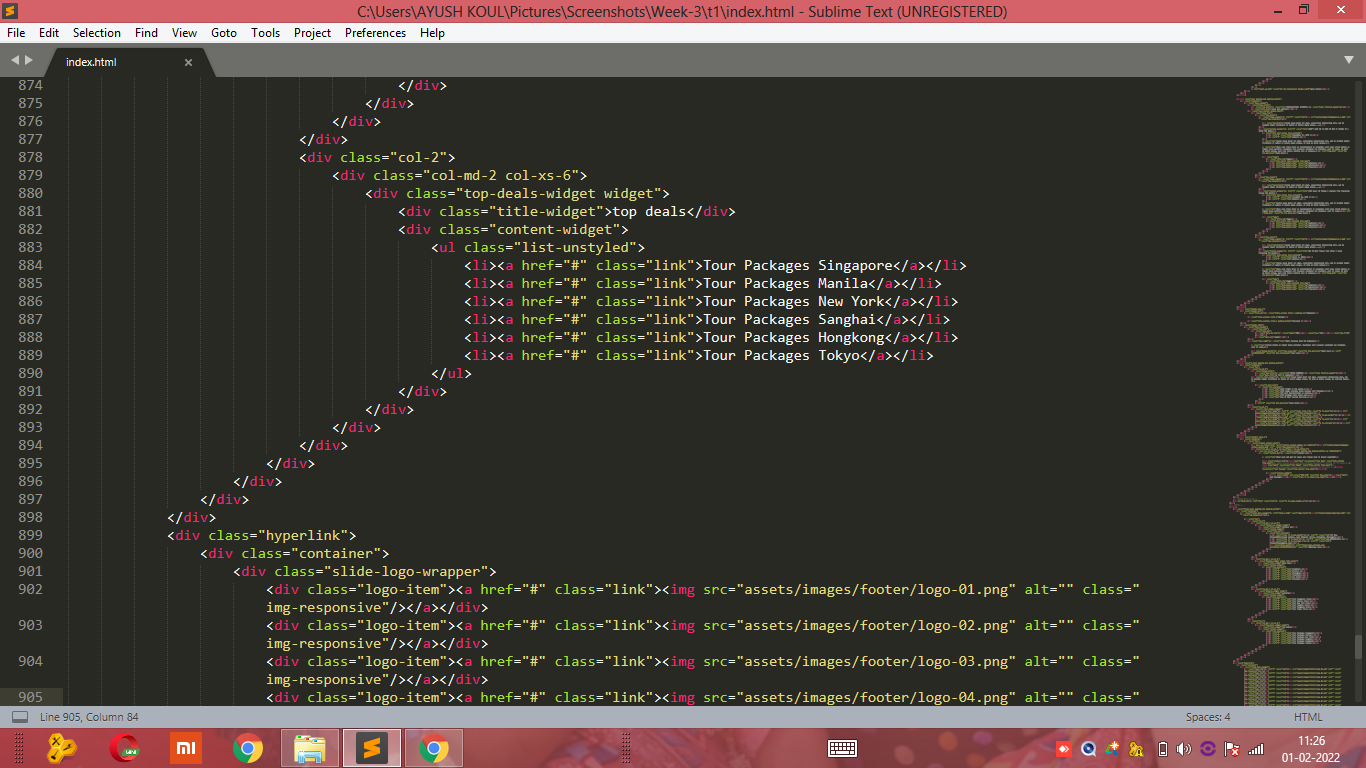 C:\Users\AYUSH KOUL\Pictures\Screenshots\Week-3\t1\index.html - Sublime Text (UNREGISTERED)
File Edit Selection Find View Goto Tools Project Preferences Help
index.html
874 </div>
875 </div>
876 </div>
877 </div>
878 <div class="col-2">
879 <div class="col-md-2 col-xs-6">
880 <div class="top-deals-widget widget">
881 <div class="title-widget">top deals</div>
882 <div class="content-widget">
883 <ul class="list-unstyled">
884 <li><a href="#" class="link">Tour Packages Singapore</a></li>
885 <li><a href="#" class="link">Tour Packages Manila</a></li>
886 <li><a href="#" class="link">Tour Packages New York</a></li>
887 <li><a href="#" class="link">Tour Packages Sanghai</a></li>
888 <li><a href="#" class="link">Tour Packages Hongkong</a></li>
889 <li><a href="#" class="link">Tour Packages Tokyo</a></li>
890 </ul>
891 </div>
892 </div>
893 </div>
894 </div>
895 </div>
896 </div>
897 </div>
898 </div>
899 <div class="hyperlink">
900 <div class="container">
901 <div class="slide-logo-wrapper">
902 <div class="logo-item"><a href="#" class="link"><img src="assets/images/footer/logo-01.png" alt="" class="
img-responsive"/></a></div>
903 <div class="logo-item"><a href="#" class="link"><img src="assets/images/footer/logo-02.png" alt="" class="
img-responsive"/></a></div>
904 <div class="logo-item"><a href="#" class="link"><img src="assets/images/footer/logo-03.png" alt="" class="
img-responsive"/></a></div>
905 <div class="logo-item"><a href="#" class="link"><img src="assets/images/footer/logo-04.png" alt="" class="
Line 905, Column 84 Spaces: 4 HTML
mi
11:26
01-02-2022